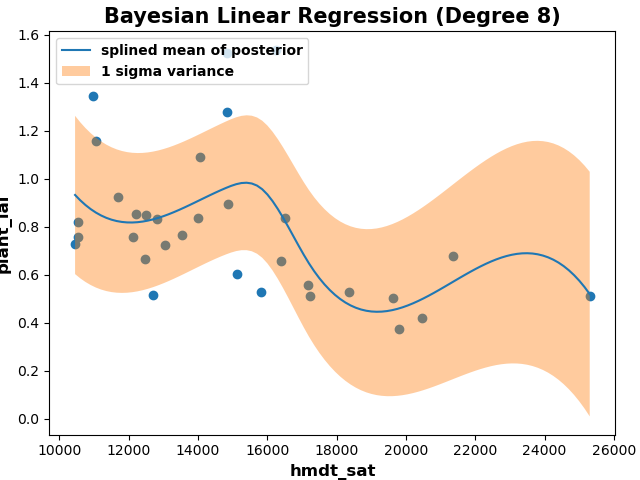 Bayesian Linear Regression (Degree 8)
splined mean of posterior
1 sigma variance
1.6
1.4
1.2
1.0
0.8
0.6
0.4
0.2
0.0
plant_lai
10000 12000 14000 16000 18000 20000 22000 24000 26000
hmdt_sat